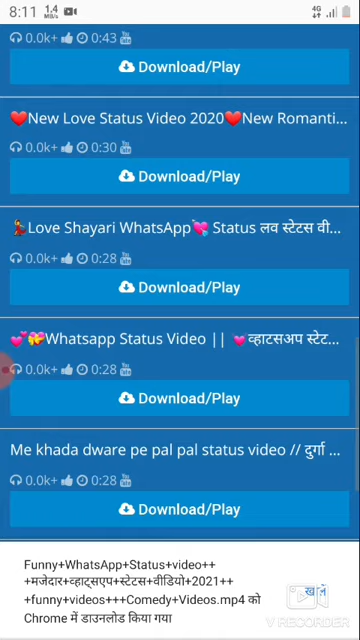 8:11 1,4 MB/s 4G
0.0k+ 0:43
Download/Play
❤️New Love Status Video 2020❤️New Romanti...
0.0k+ 0:30
Download/Play
💃Love Shayari WhatsApp💘 Status लव स्टेटस वी...
0.0k+ 0:28
Download/Play
💕💝Whatsapp Status Video || 💓व्हाटसअप स्टेट...
0.0k+ 0:28
Download/Play
Me khada dware pe pal pal status video // दुर्गा ...
0.0k+ 0:28
Download/Play
Funny+WhatsApp+Status+video++
+मजेदार+व्हाट्सएप+स्टेटस+वीडियो+2021++
+funny+videos+++Comedy+Videos.mp4 को
Chrome में डाउनलोड किया गया
खोलें
V RECORDER